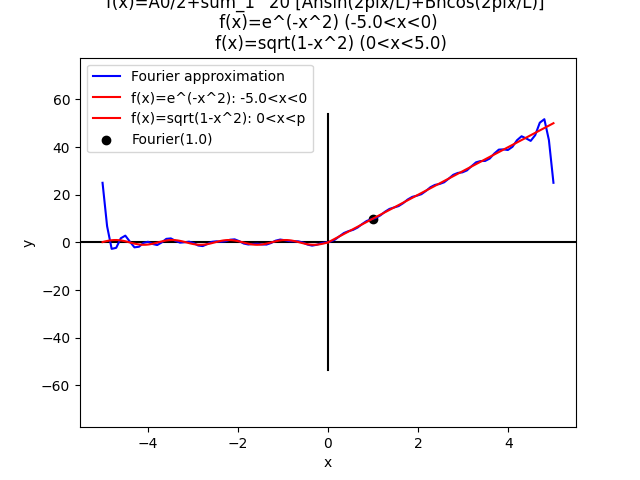 f(x)=A0/2+sum_1^20 [Ansin(2pix/L)+Bncos(2pix/L)]
f(x)=e^(-x^2) (-5.0<x<0)
f(x)=sqrt(1-x^2) (0<x<5.0)
Fourier approximation
f(x)=e^(-x^2): -5.0<x<0
f(x)=sqrt(1-x^2): 0<x<p
Fourier(1.0)
60
40
20
0
−20
−40
−60
y
−4 −2 0 2 4
x